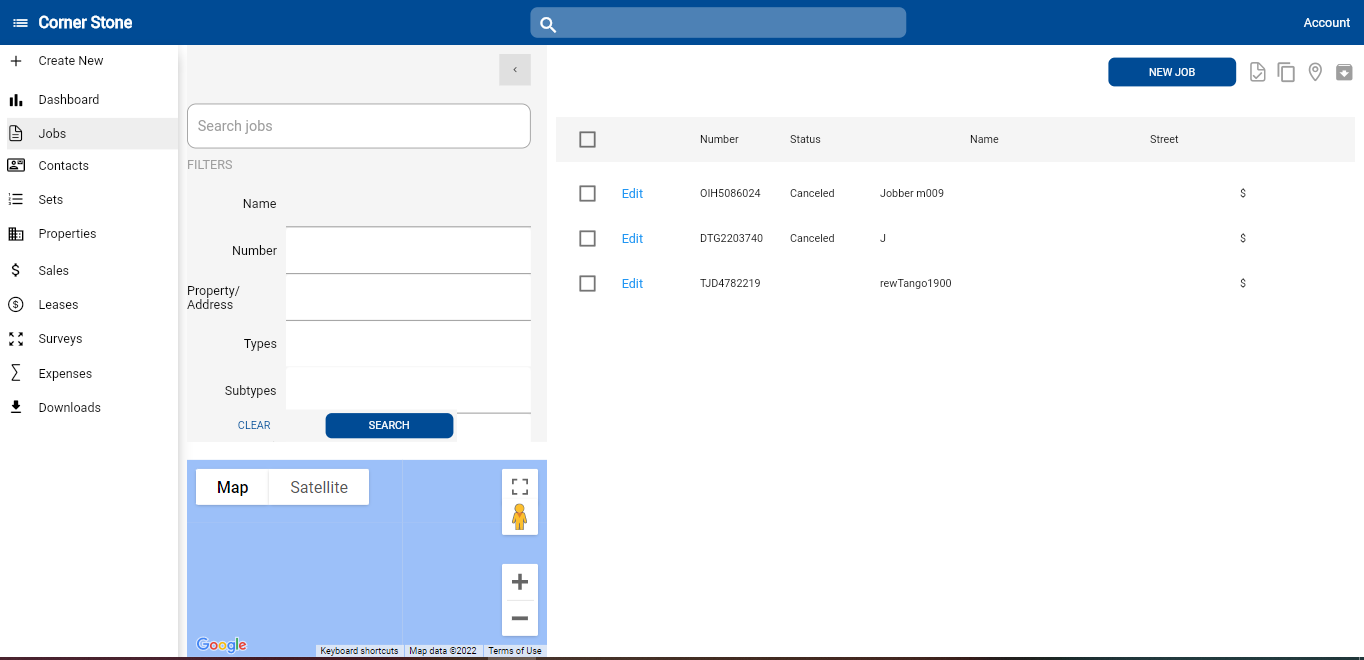 Corner Stone
Account
Create New
Dashboard
Jobs
Contacts
Sets
Properties
Sales
Leases
Surveys
Expenses
Downloads
Search jobs
FILTERS
Name
Number
Property/
Address
Types
Subtypes
CLEAR SEARCH
Map Satellite
Google
Keyboard shortcuts Map data ©2022 Terms of Use
NEW JOB
Number Status Name Street
Edit OIH5086024 Canceled Jobber m009 $
Edit DTG2203740 Canceled J $
Edit TJD4782219 rewTango1900 $